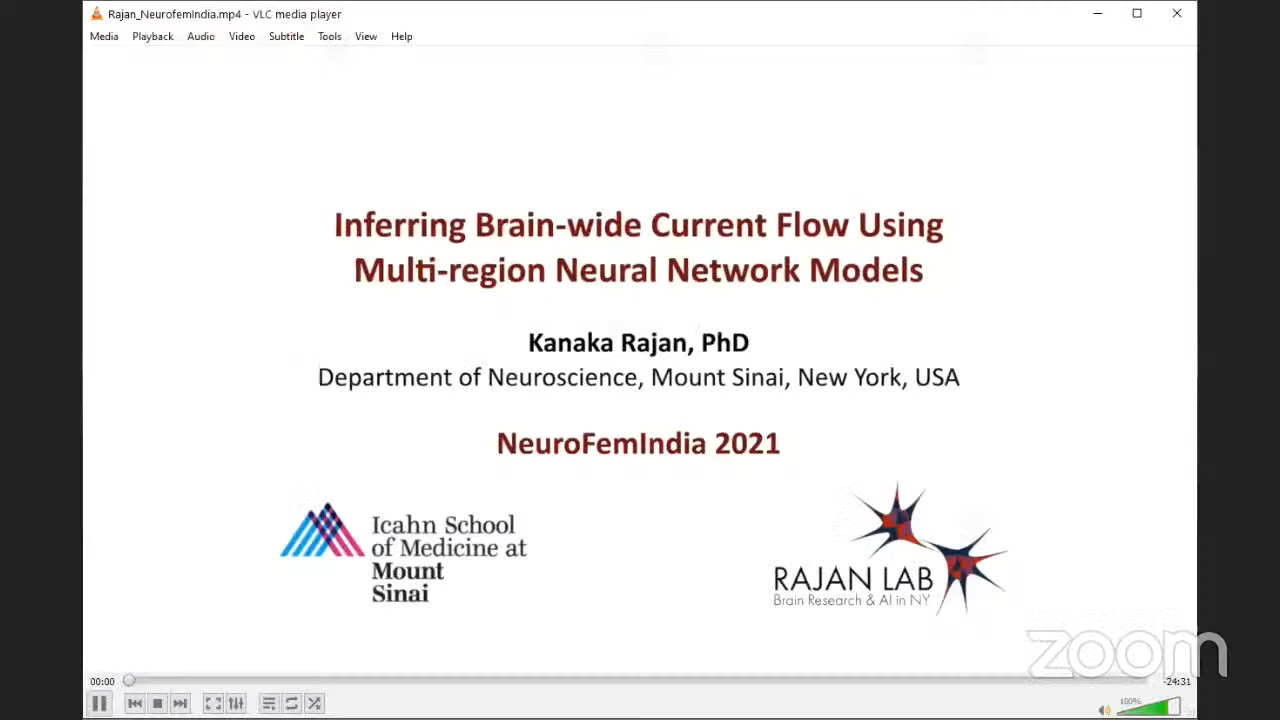 Rajan_NeurofemIndia.mp4 - VLC media player
Media Playback Audio Video Subtitle Tools View Help
Inferring Brain-wide Current Flow Using
Multi-region Neural Network Models
Kanaka Rajan, PhD
Department of Neuroscience, Mount Sinai, New York, USA
NeuroFemIndia 2021
Icahn School
of Medicine at
Mount
Sinai
RAJAN LAB
Brain Research & AI in NY
zoom
00:00
-24:31
100%